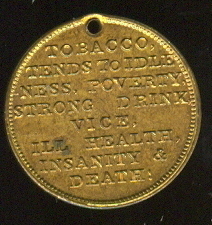 TOBACCO,
TENDS TO IDLE
NESS, POVERTY
STRONG DRINK
VICE,
ILL HEALTH,
INSANITY &
DEATH.